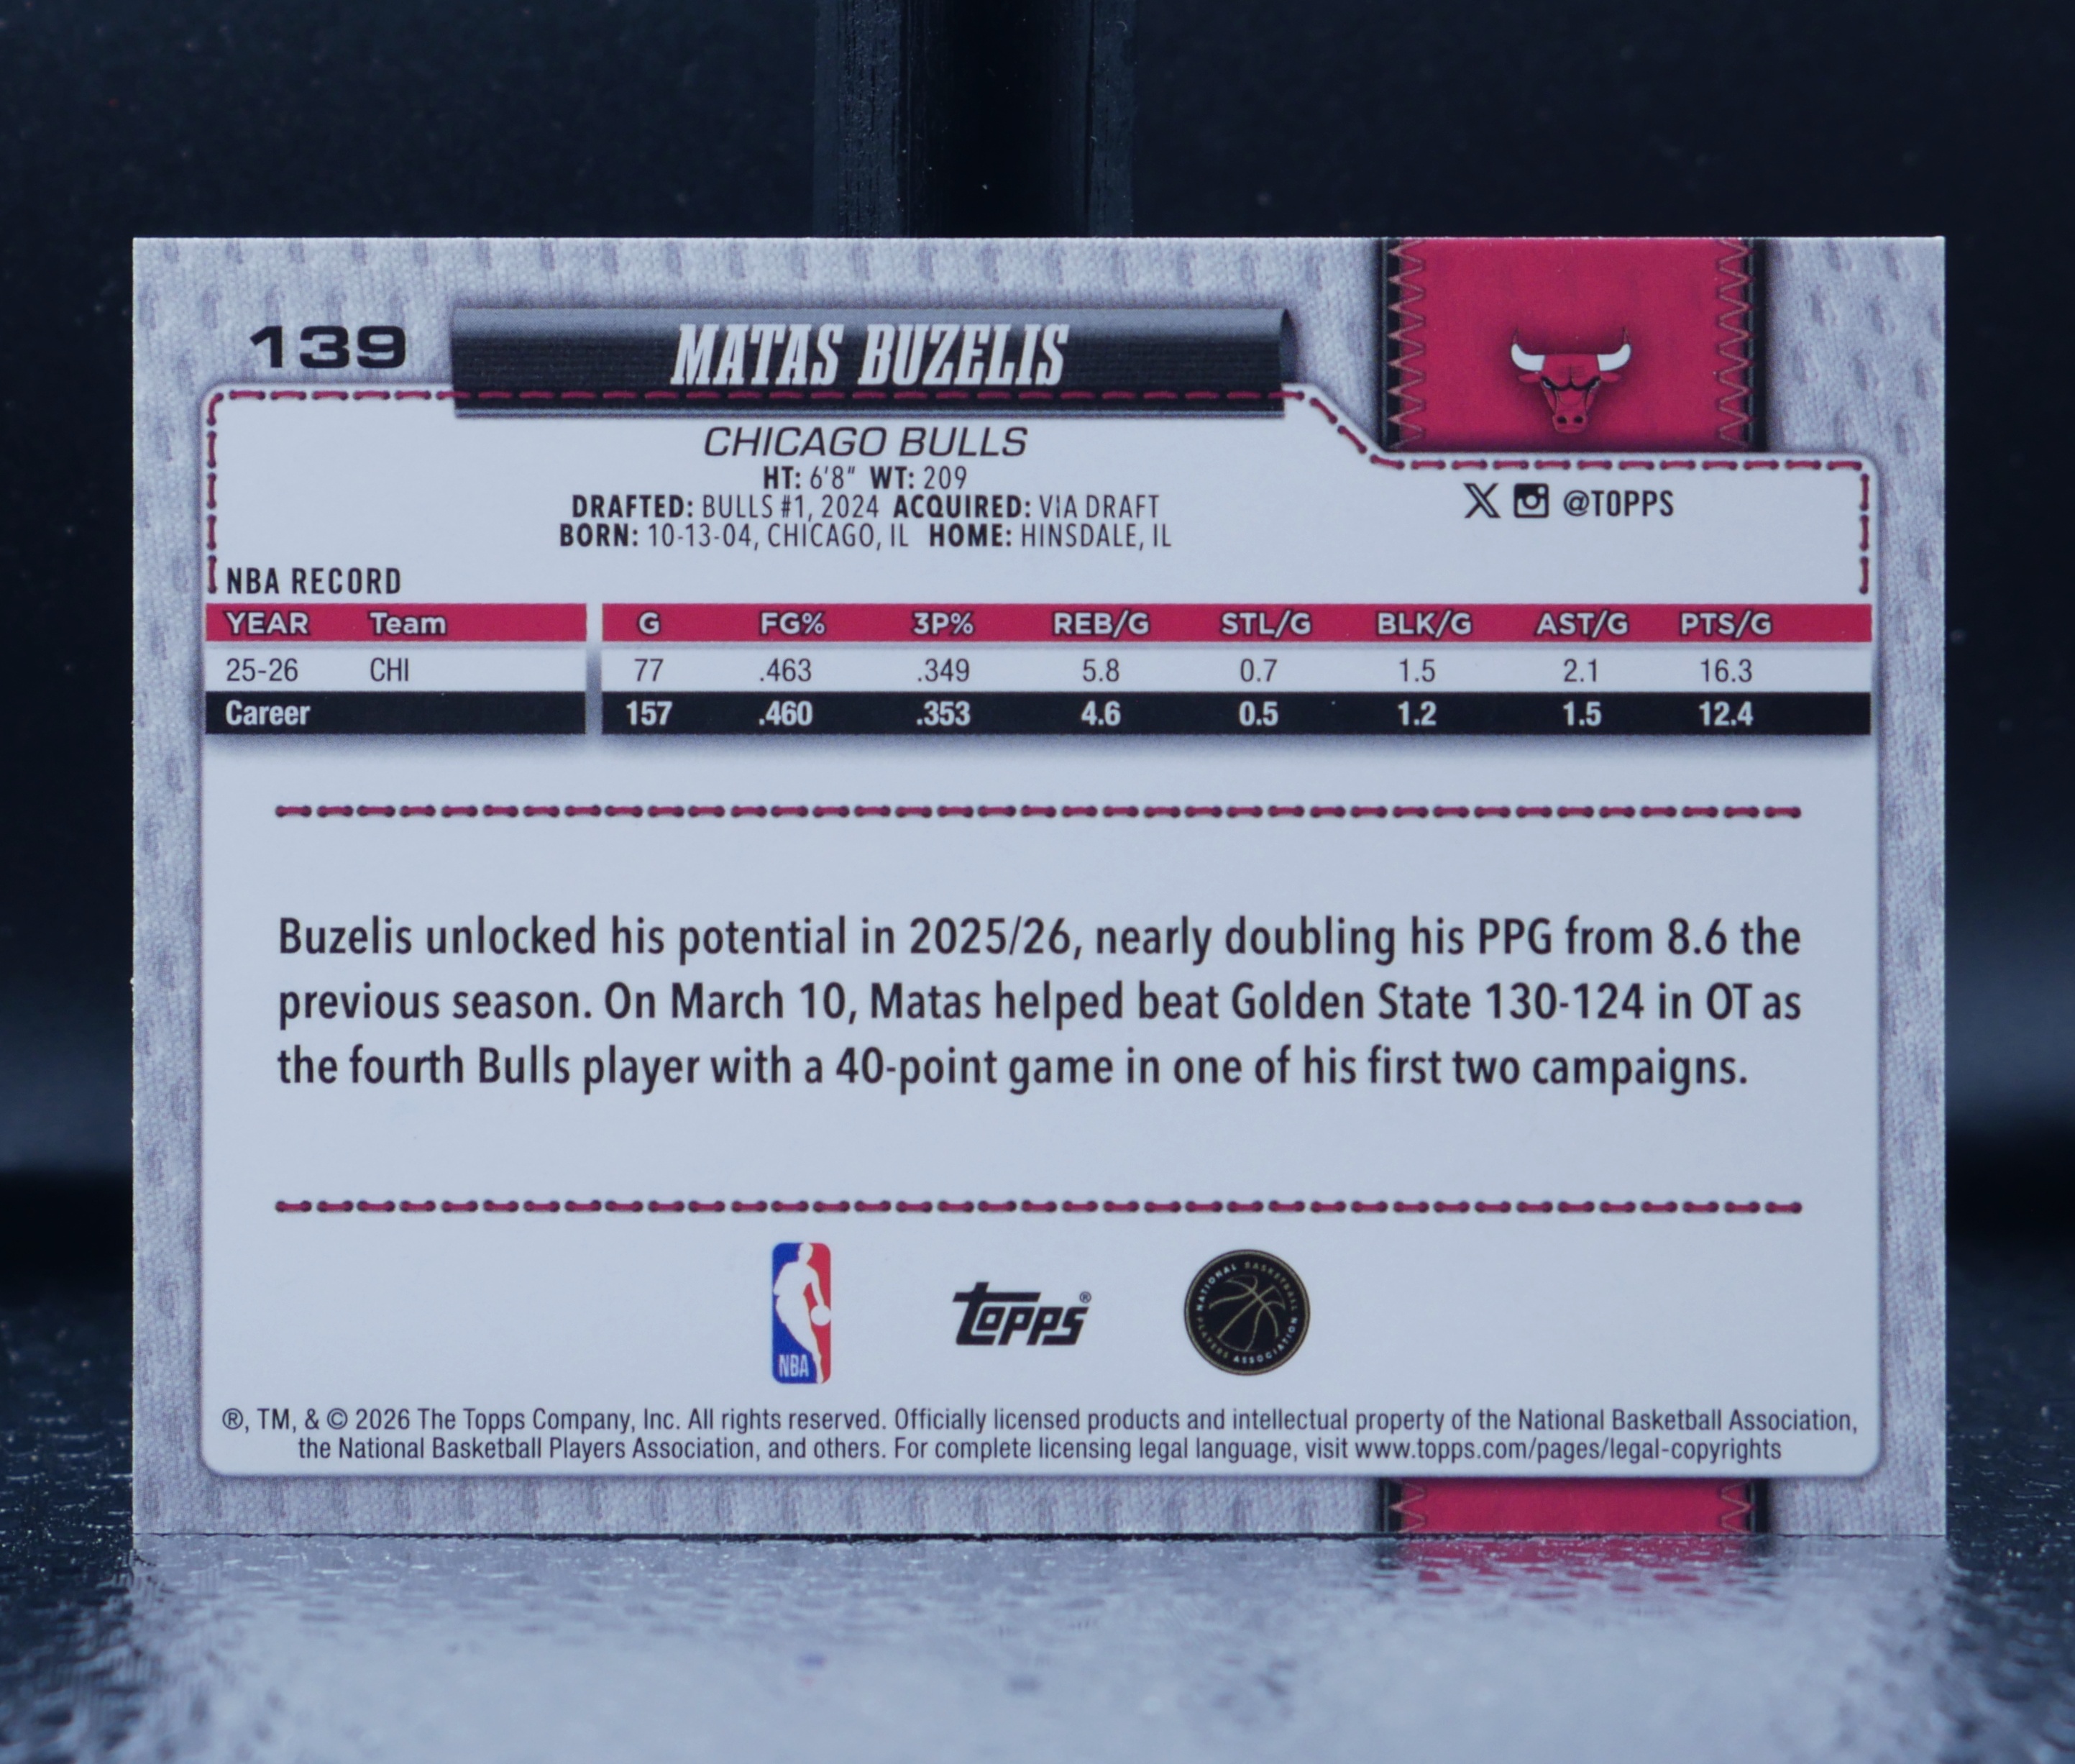 139
MATAS BUZELIS
CHICAGO BULLS
HT: 6'8" WT: 209
DRAFTED: BULLS #1, 2024 ACQUIRED: VIA DRAFT
BORN: 10-13-04, CHICAGO, IL HOME: HINSDALE, IL
@TOPPS
NBA RECORD
YEAR Team G FG% 3P% REB/G STL/G BLK/G AST/G PTS/G
25-26 CHI 77 .463 .349 5.8 0.7 1.5 2.1 16.3
Career 157 .460 .353 4.6 0.5 1.2 1.5 12.4
Buzelis unlocked his potential in 2025/26, nearly doubling his PPG from 8.6 the
previous season. On March 10, Matas helped beat Golden State 130-124 in OT as
the fourth Bulls player with a 40-point game in one of his first two campaigns.
NBA
topps®
NATIONAL BASKETBALL PLAYERS ASSOCIATION
®, TM, & © 2026 The Topps Company, Inc. All rights reserved. Officially licensed products and intellectual property of the National Basketball Association,
the National Basketball Players Association, and others. For complete licensing legal language, visit www.topps.com/pages/legal-copyrights